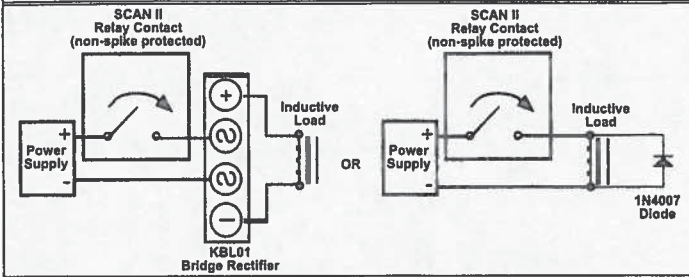 SCAN II
Relay Contact
(non-spike protected)
+
Power
Supply
-
+
Inductive
Load
KBL01
Bridge Rectifier
OR
SCAN II
Relay Contact
(non-spike protected)
+
Power
Supply
-
Inductive
Load
1N4007
Diode